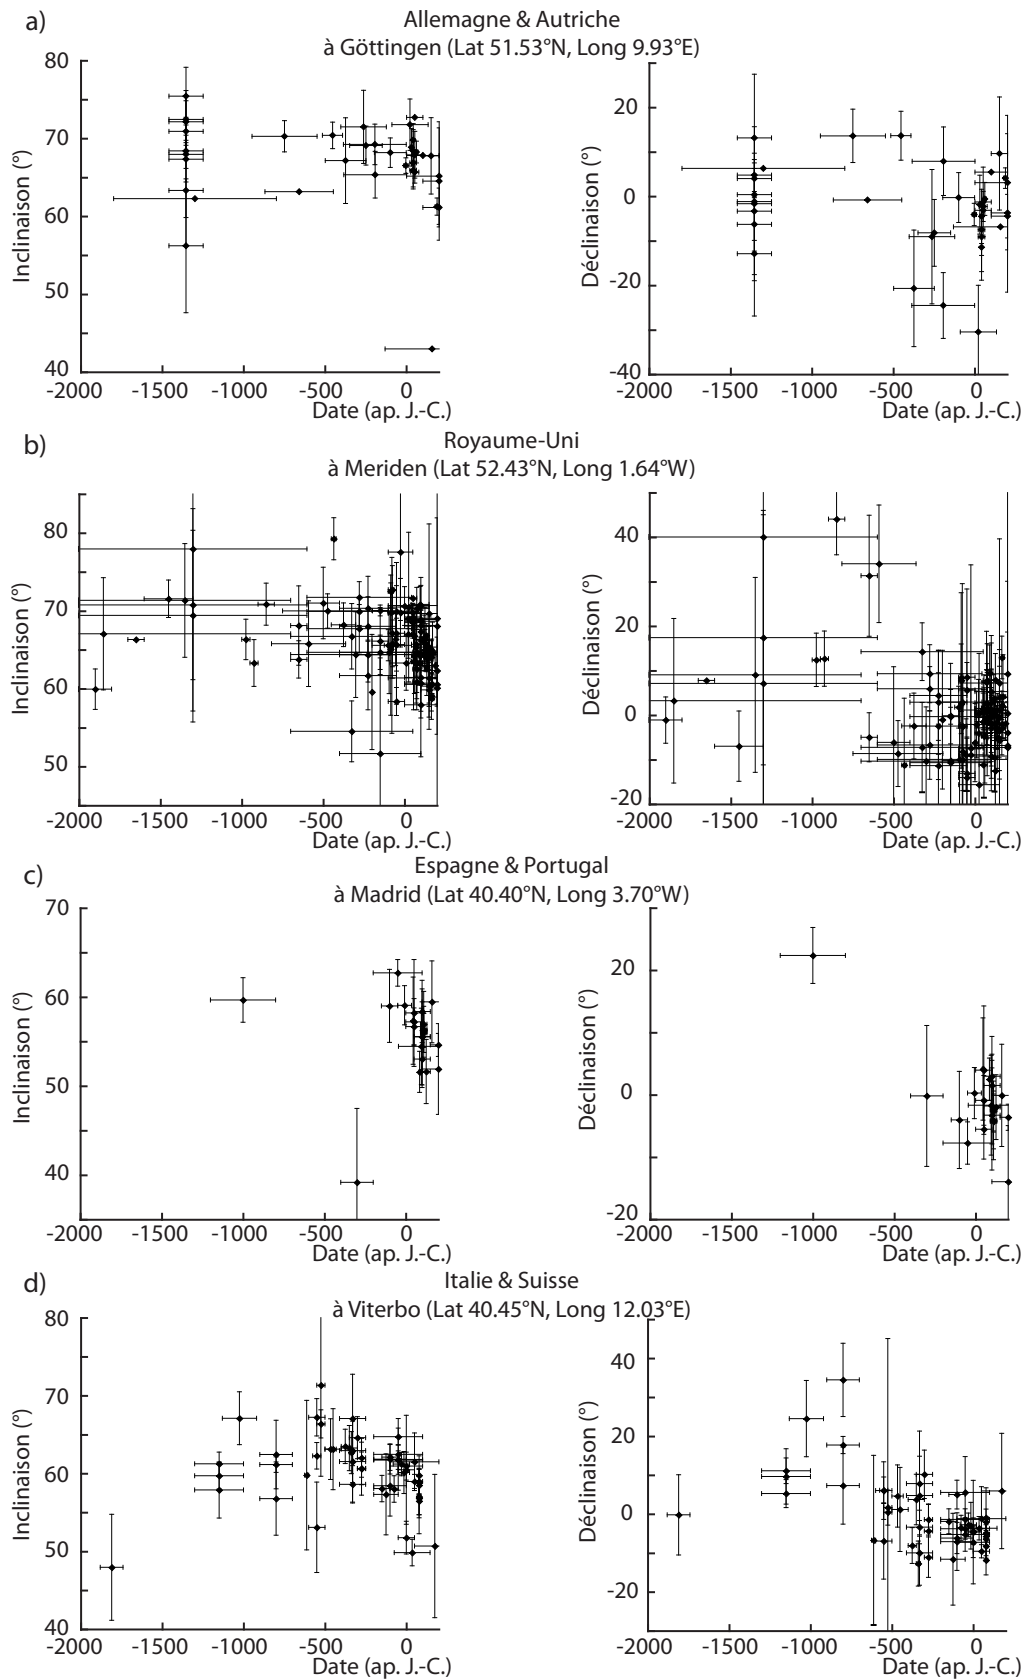 a)
Allemagne & Autriche
à Göttingen (Lat 51.53°N, Long 9.93°E)
80
70
60
50
40
Inclinaison (°)
-2000 -1500 -1000 -500 0
Date (ap. J.-C.)
20
0
-20
-40
Déclinaison (°)
-2000 -1500 -1000 -500 0
Date (ap. J.-C.)
b)
Royaume-Uni
à Meriden (Lat 52.43°N, Long 1.64°W)
80
70
60
50
Inclinaison (°)
-2000 -1500 -1000 -500 0
Date (ap. J.-C.)
40
20
0
-20
Déclinaison (°)
-2000 -1500 -1000 -500 0
Date (ap. J.-C.)
c)
Espagne & Portugal
à Madrid (Lat 40.40°N, Long 3.70°W)
70
60
50
40
Inclinaison (°)
-2000 -1500 -1000 -500 0
Date (ap. J.-C.)
20
0
-20
Déclinaison (°)
-2000 -1500 -1000 -500 0
Date (ap. J.-C.)
d)
Italie & Suisse
à Viterbo (Lat 40.45°N, Long 12.03°E)
80
70
60
50
40
Inclinaison (°)
-2000 -1500 -1000 -500 0
Date (ap. J.-C.)
40
20
0
-20
Déclinaison (°)
-2000 -1500 -1000 -500 0
Date (ap. J.-C.)